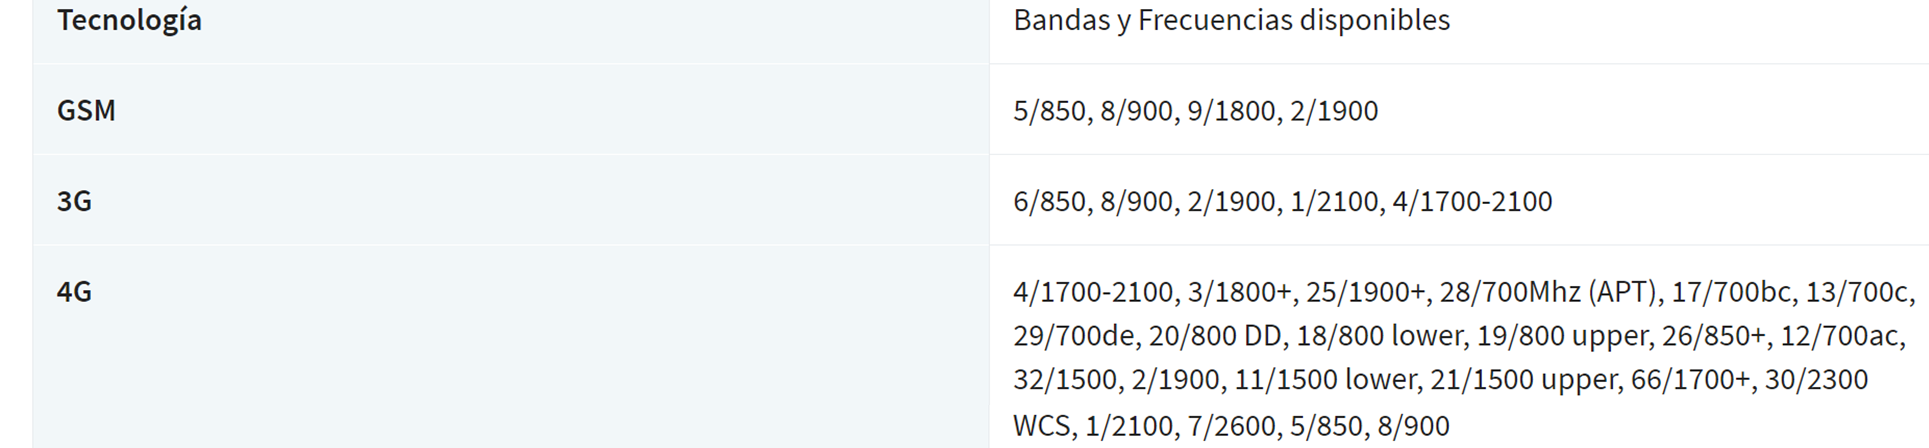 Tecnología
Bandas y Frecuencias disponibles
GSM
5/850, 8/900, 9/1800, 2/1900
3G
6/850, 8/900, 2/1900, 1/2100, 4/1700-2100
4G
4/1700-2100, 3/1800+, 25/1900+, 28/700Mhz (APT), 17/700bc, 13/700c,
29/700de, 20/800 DD, 18/800 lower, 19/800 upper, 26/850+, 12/700ac,
32/1500, 2/1900, 11/1500 lower, 21/1500 upper, 66/1700+, 30/2300
WCS, 1/2100, 7/2600, 5/850, 8/900